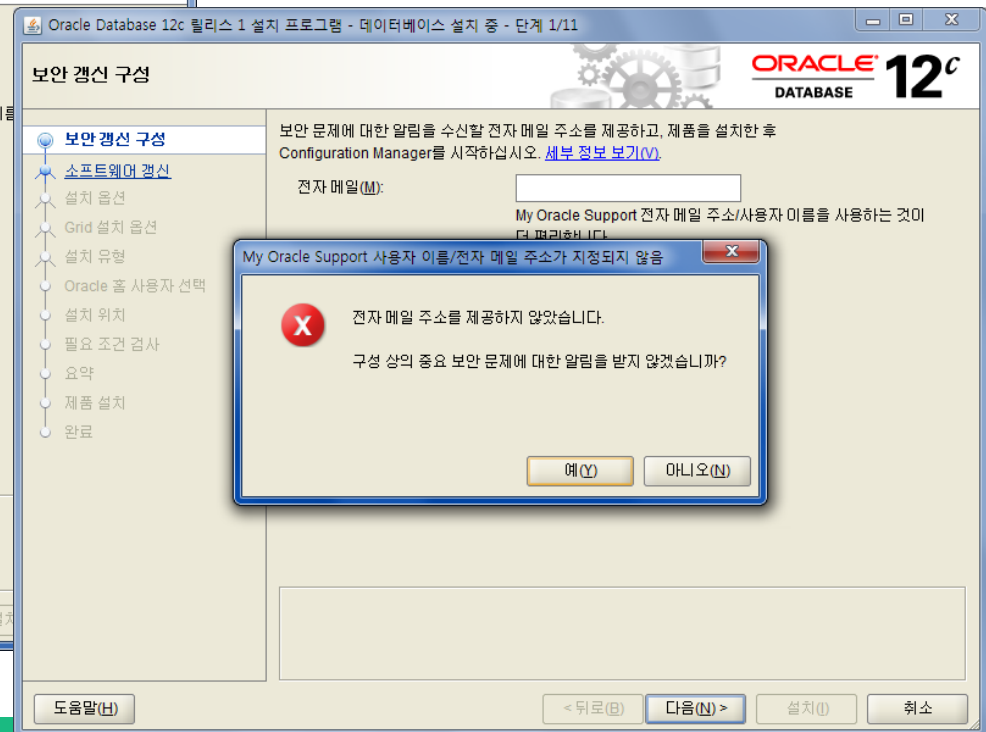 Oracle Database 12c 릴리스 1 설치 프로그램 - 데이터베이스 설치 중 - 단계 1/11
보안 갱신 구성
ORACLE
DATABASE
12c
보안 갱신 구성
소프트웨어 갱신
설치 옵션
Grid 설치 옵션
설치 유형
Oracle 홈 사용자 선택
설치 위치
필요 조건 검사
요약
제품 설치
완료
보안 문제에 대한 알림을 수신할 전자 메일 주소를 제공하고, 제품을 설치한 후
Configuration Manager를 시작하십시오. 세부 정보 보기(V).
전자 메일(M):
My Oracle Support 전자 메일 주소/사용자 이름을 사용하는 것이
더 편리합니다.
My Oracle Support 사용자 이름/전자 메일 주소가 지정되지 않음
전자 메일 주소를 제공하지 않았습니다.
구성 상의 중요 보안 문제에 대한 알림을 받지 않겠습니까?
예(Y)
아니오(N)
도움말(H)
< 뒤로(B)
다음(N) >
설치(I)
취소